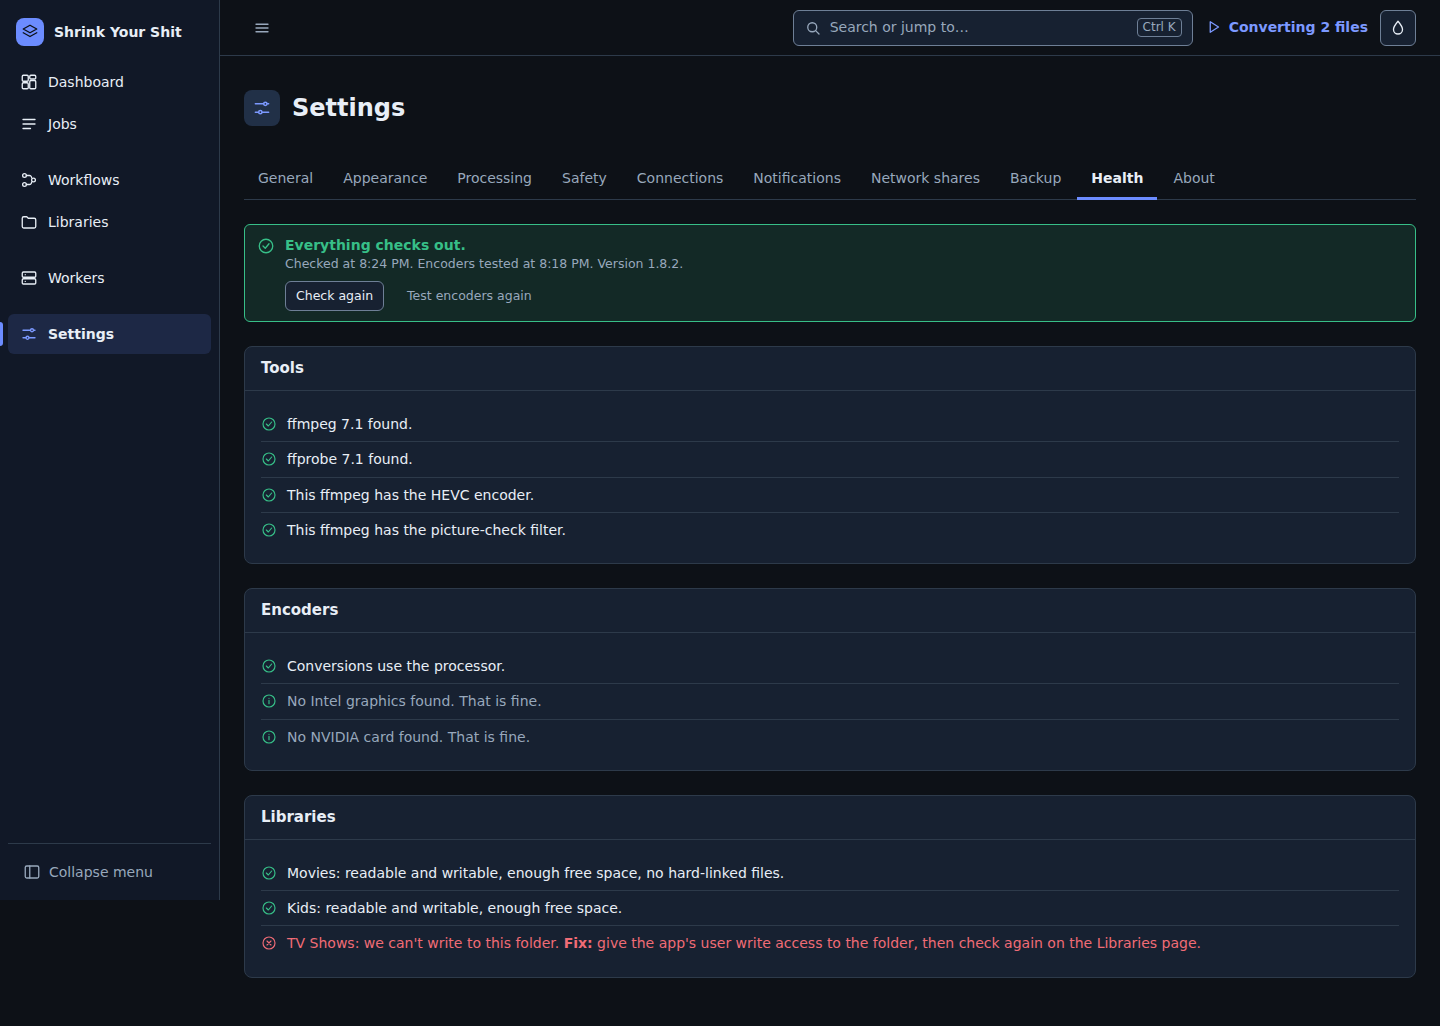 Shrink Your Shit
Search or jump to...
Ctrl K
Converting 2 files
Dashboard
Jobs
Workflows
Libraries
Workers
Settings
Collapse menu
Settings
General Appearance Processing Safety Connections Notifications Network shares Backup Health About
Everything checks out.
Checked at 8:24 PM. Encoders tested at 8:18 PM. Version 1.8.2.
Check again Test encoders again
Tools
ffmpeg 7.1 found.
ffprobe 7.1 found.
This ffmpeg has the HEVC encoder.
This ffmpeg has the picture-check filter.
Encoders
Conversions use the processor.
No Intel graphics found. That is fine.
No NVIDIA card found. That is fine.
Libraries
Movies: readable and writable, enough free space, no hard-linked files.
Kids: readable and writable, enough free space.
TV Shows: we can't write to this folder. Fix: give the app's user write access to the folder, then check again on the Libraries page.